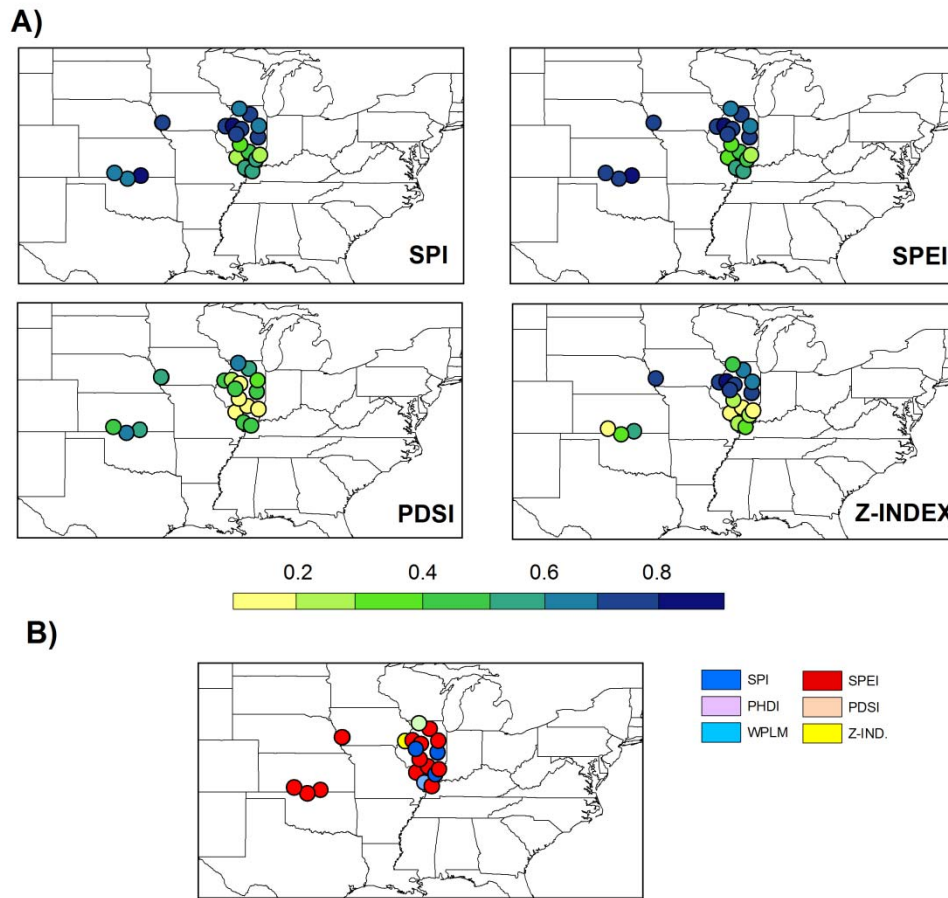 A)
SPI
SPEI
PDSI
Z-INDEX
0.2 0.4 0.6 0.8
B)
SPI SPEI
PHDI PDSI
WPLM Z-IND.